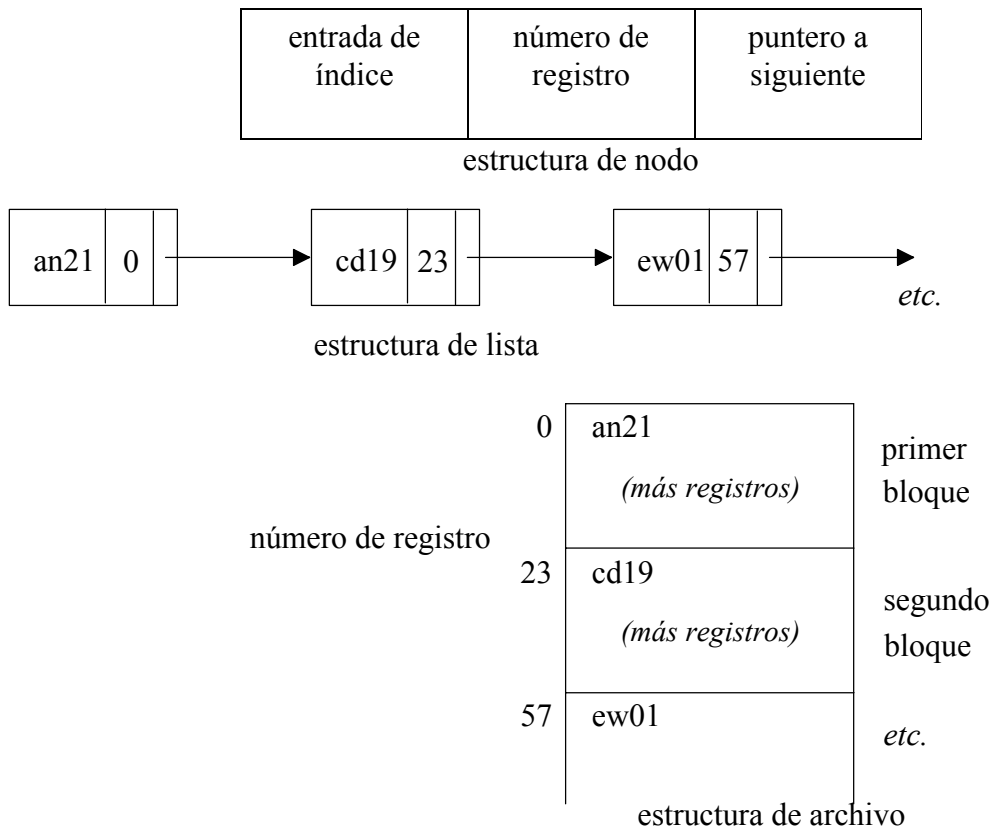 entrada de
índice
número de
registro
puntero a
siguiente
estructura de nodo
an21 0
cd19 23
ew01 57
etc.
estructura de lista
0 an21
(más registros)
primer
bloque
número de registro
23 cd19
(más registros)
segundo
bloque
57 ew01
etc.
estructura de archivo